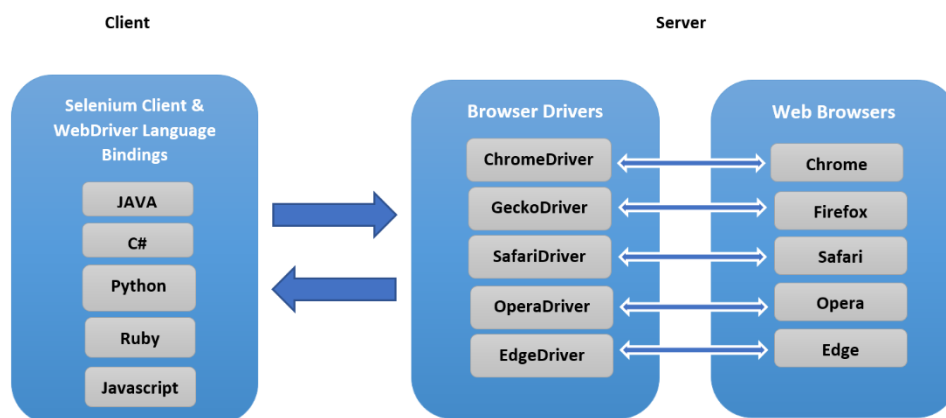 Client
Server
Selenium Client &
WebDriver Language
Bindings
JAVA
C#
Python
Ruby
Javascript
Browser Drivers
ChromeDriver
GeckoDriver
SafariDriver
OperaDriver
EdgeDriver
Web Browsers
Chrome
Firefox
Safari
Opera
Edge